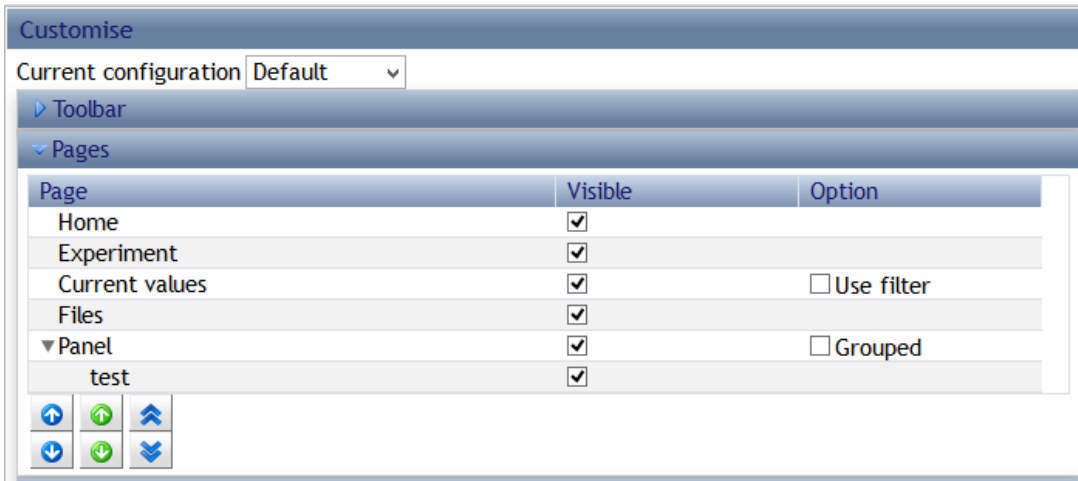 Customise
Current configuration Default
Toolbar
Pages
Page Visible Option
Home
Experiment
Current values Use filter
Files
Panel Grouped
test